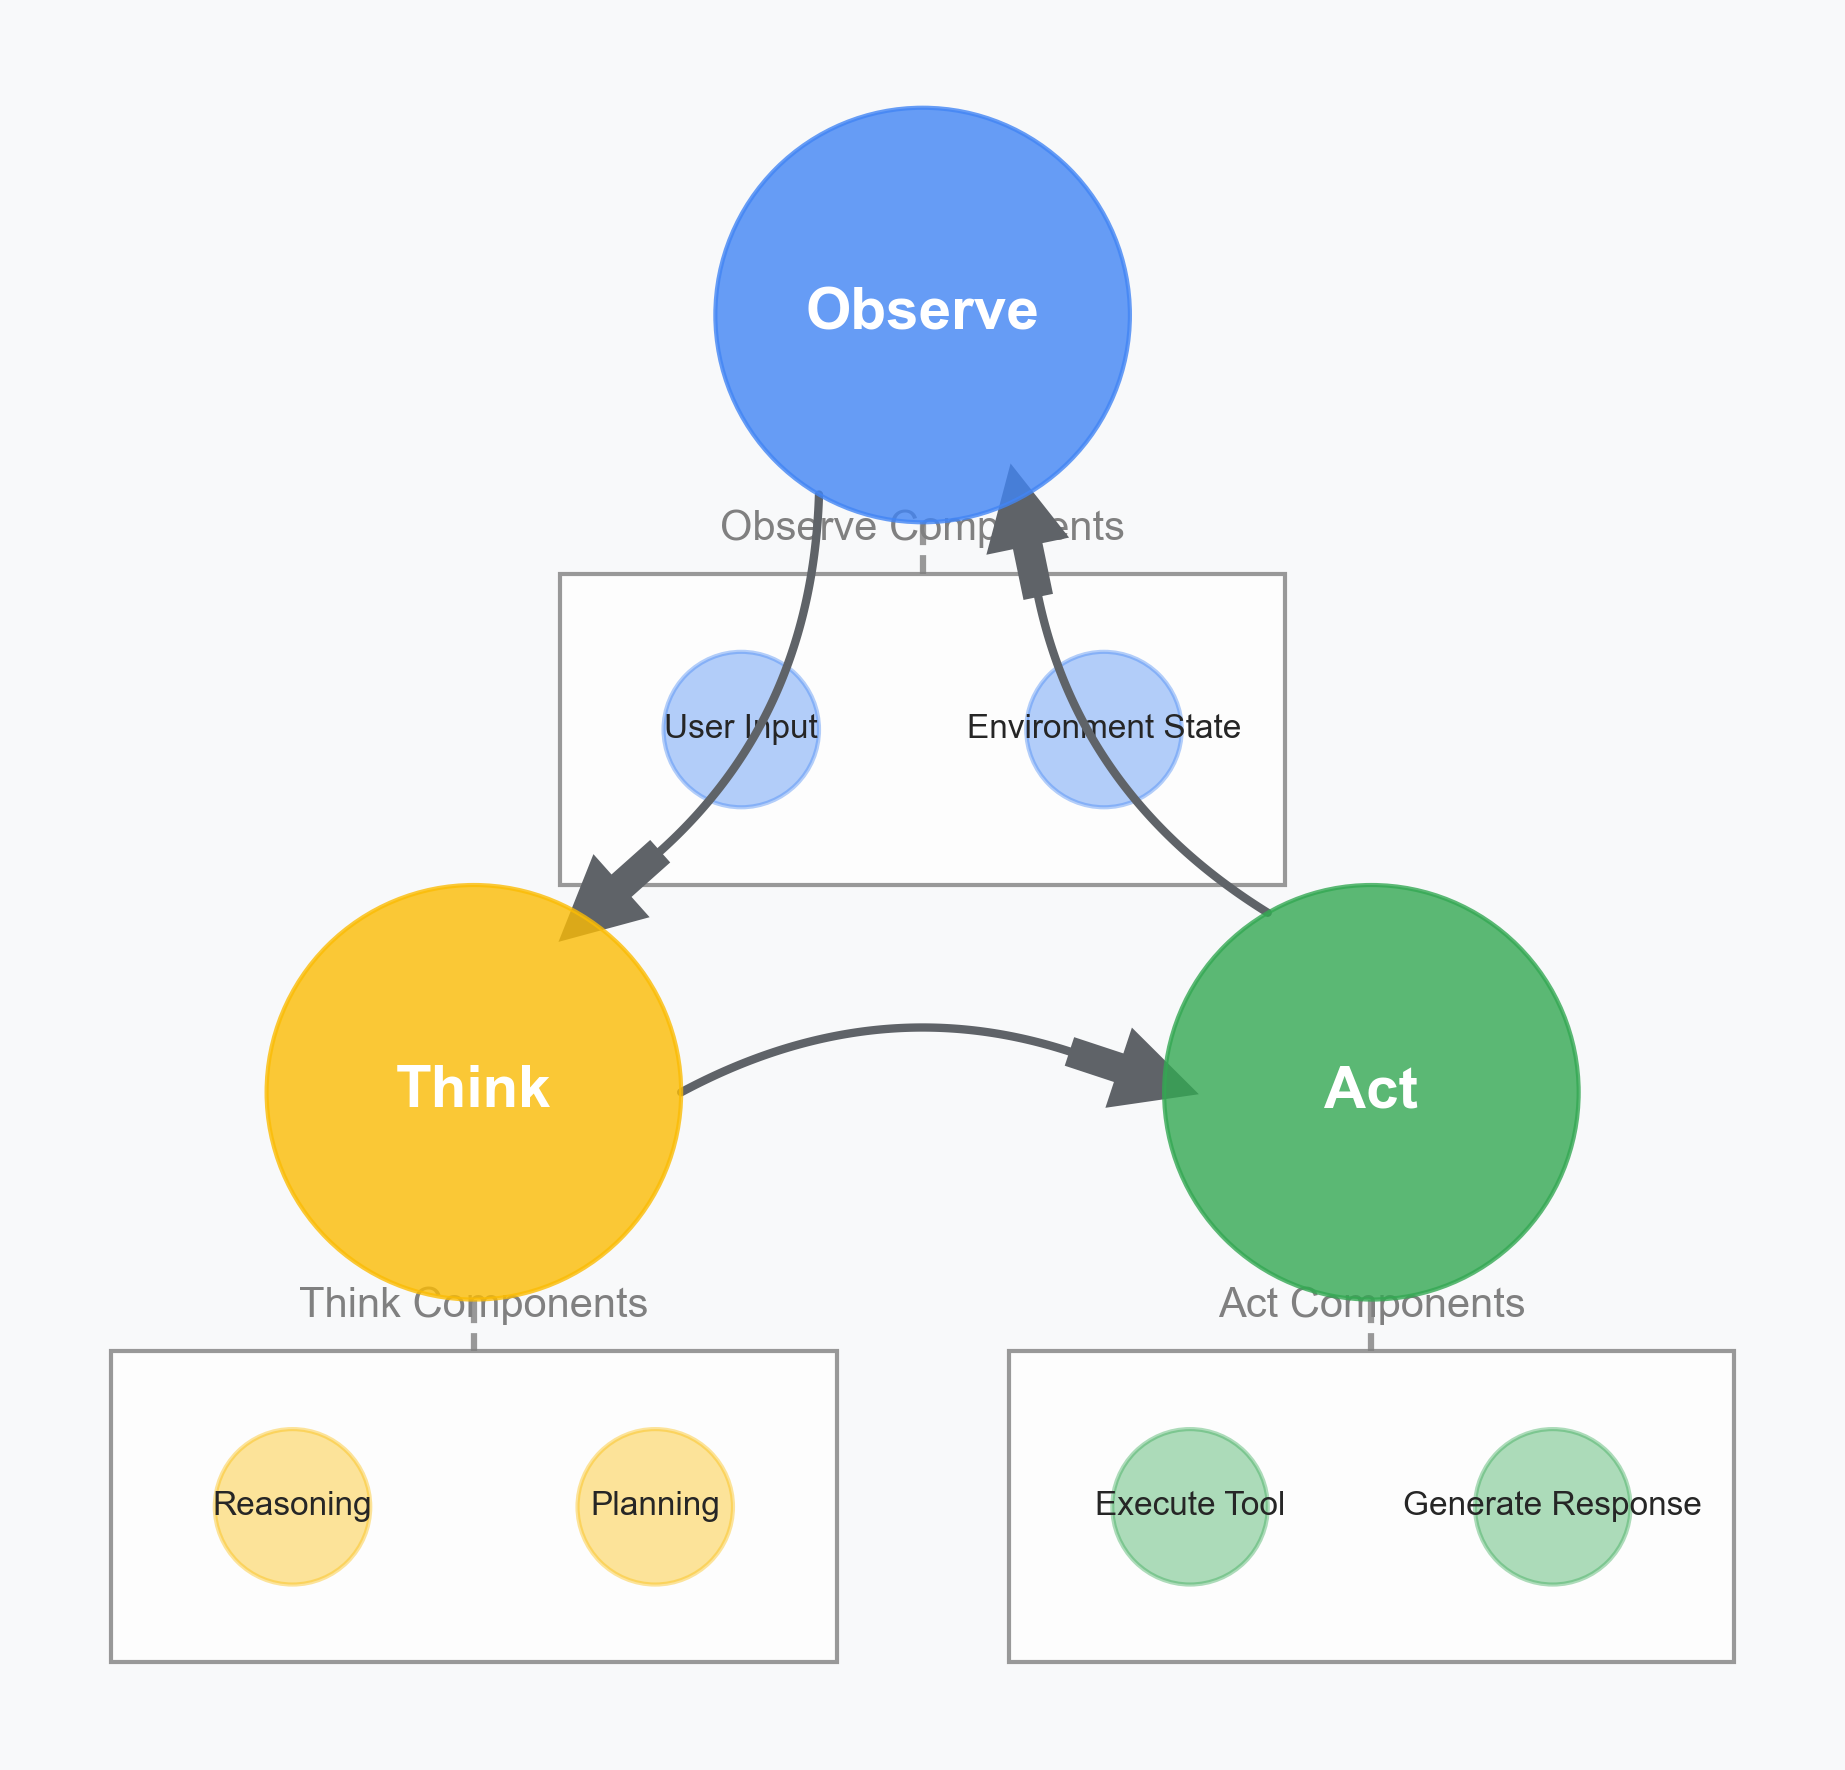 Observe
Observe Components
User Input
Environment State
Think
Act
Think Components
Act Components
Reasoning
Planning
Execute Tool
Generate Response